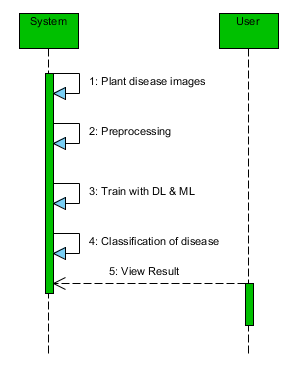 System
User
1: Plant disease images
2: Preprocessing
3: Train with DL & ML
4: Classification of disease
5: View Result